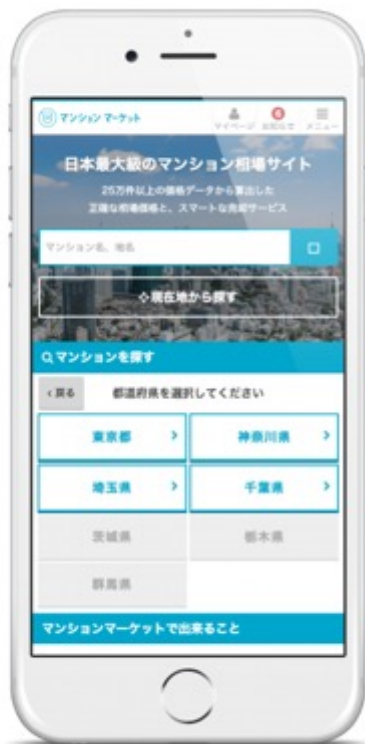 マンション マーケット
マイページ お知らせ メニュー
日本最大級のマンション相場サイト
25万件以上の価格データから算出した
正確な相場価格と、スマートな売却サービス
マンション名、地名
現在地から探す
マンションを探す
戻る 都道府県を選択してください
東京都 神奈川県
埼玉県 千葉県
茨城県 栃木県
群馬県
マンションマーケットで出来ること